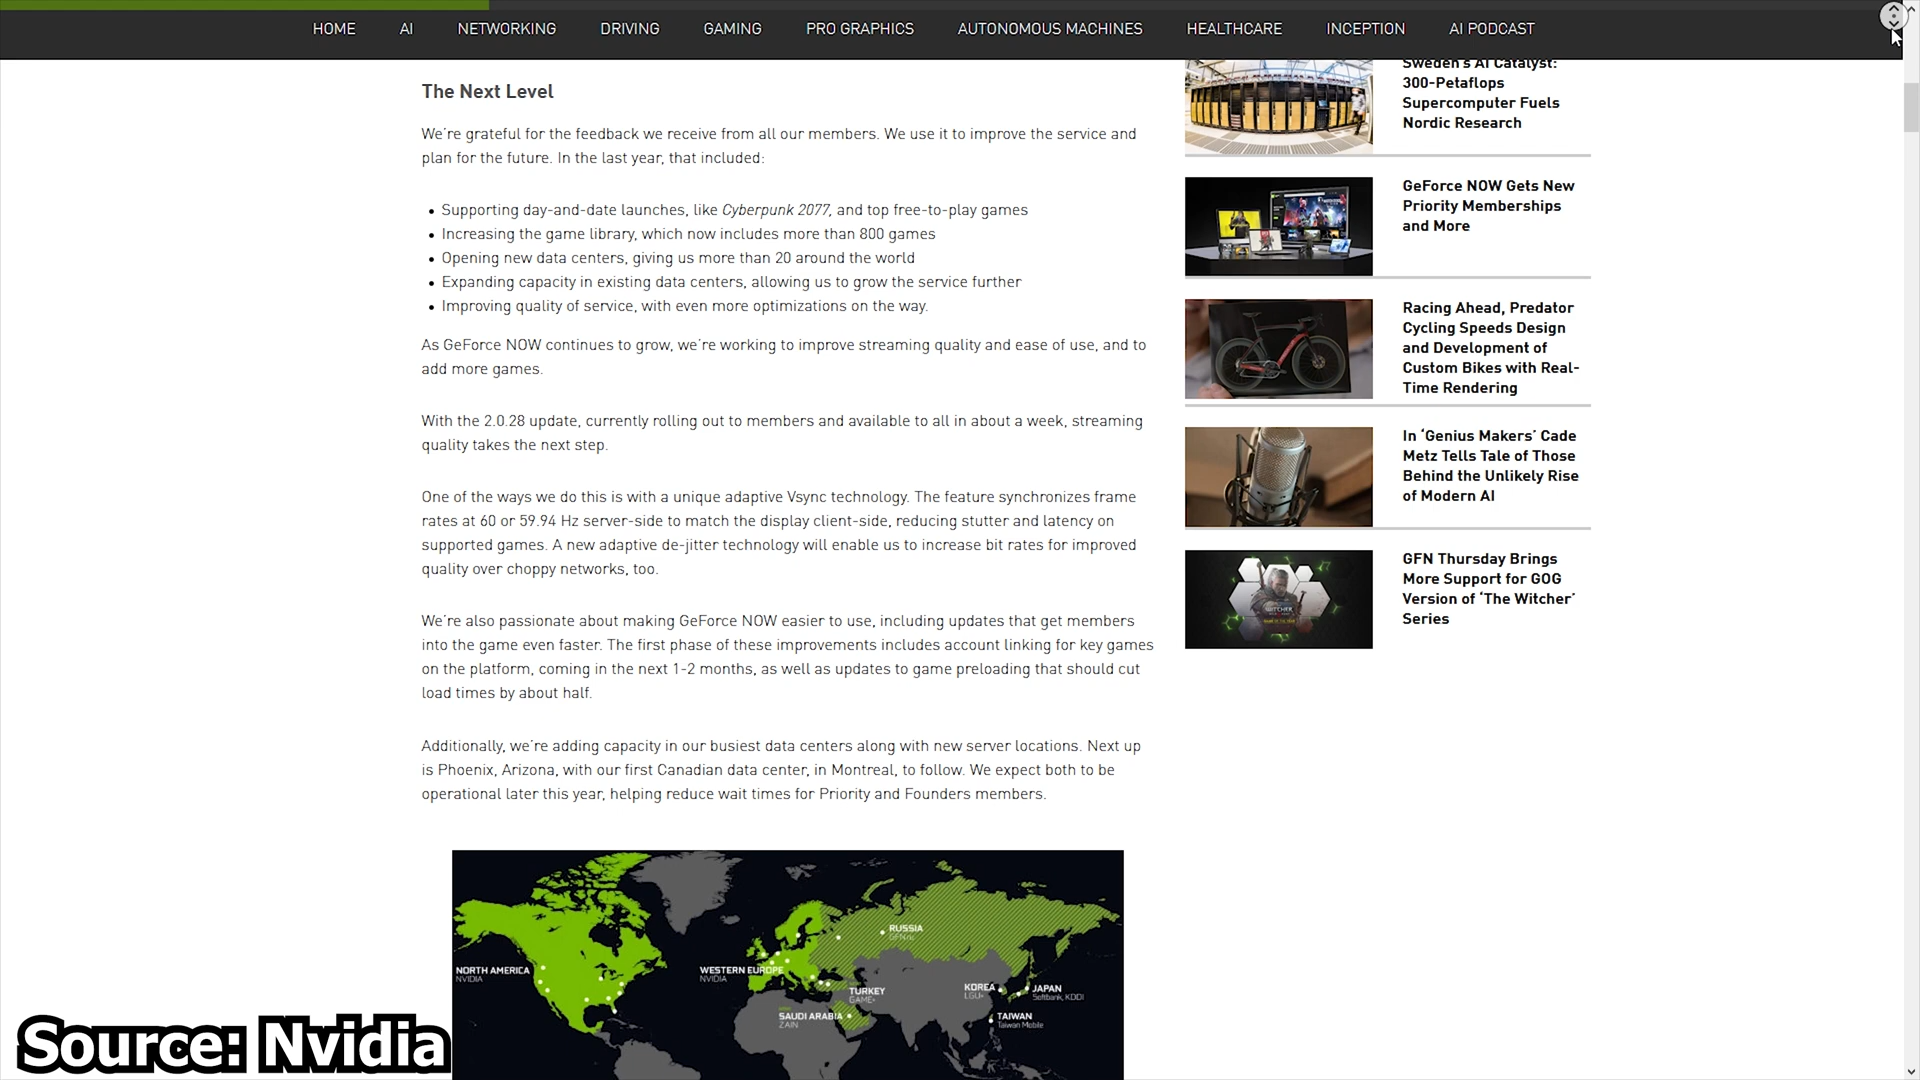 HOME AI NETWORKING DRIVING GAMING PRO GRAPHICS AUTONOMOUS MACHINES HEALTHCARE INCEPTION AI PODCAST
The Next Level
We're grateful for the feedback we receive from all our members. We use it to improve the service and
plan for the future. In the last year, that included:
• Supporting day-and-date launches, like Cyberpunk 2077, and top free-to-play games
• Increasing the game library, which now includes more than 800 games
• Opening new data centers, giving us more than 20 around the world
• Expanding capacity in existing data centers, allowing us to grow the service further
• Improving quality of service, with even more optimizations on the way.
As GeForce NOW continues to grow, we're working to improve streaming quality and ease of use, and to
add more games.
With the 2.0.28 update, currently rolling out to members and available to all in about a week, streaming
quality takes the next step.
One of the ways we do this is with a unique adaptive Vsync technology. The feature synchronizes frame
rates at 60 or 59.94 Hz server-side to match the display client-side, reducing stutter and latency on
supported games. A new adaptive de-jitter technology will enable us to increase bit rates for improved
quality over choppy networks, too.
We're also passionate about making GeForce NOW easier to use, including updates that get members
into the game even faster. The first phase of these improvements includes account linking for key games
on the platform, coming in the next 1-2 months, as well as updates to game preloading that should cut
load times by about half.
Additionally, we're adding capacity in our busiest data centers along with new server locations. Next up
is Phoenix, Arizona, with our first Canadian data center, in Montreal, to follow. We expect both to be
operational later this year, helping reduce wait times for Priority and Founders members.
NORTH AMERICA
NVIDIA
WESTERN EUROPE
NVIDIA
RUSSIA
GFN.ru
TURKEY
GAME+
SAUDI ARABIA
ZAIN
KOREA
LGU+
JAPAN
Softbank, KDDI
TAIWAN
Taiwan Mobile
Sweden's AI Catalyst:
300-Petaflops
Supercomputer Fuels
Nordic Research
GeForce NOW Gets New
Priority Memberships
and More
Racing Ahead, Predator
Cycling Speeds Design
and Development of
Custom Bikes with Real-
Time Rendering
In ‘Genius Makers’ Cade
Metz Tells Tale of Those
Behind the Unlikely Rise
of Modern AI
GFN Thursday Brings
More Support for GOG
Version of ‘The Witcher’
Series
Source: Nvidia